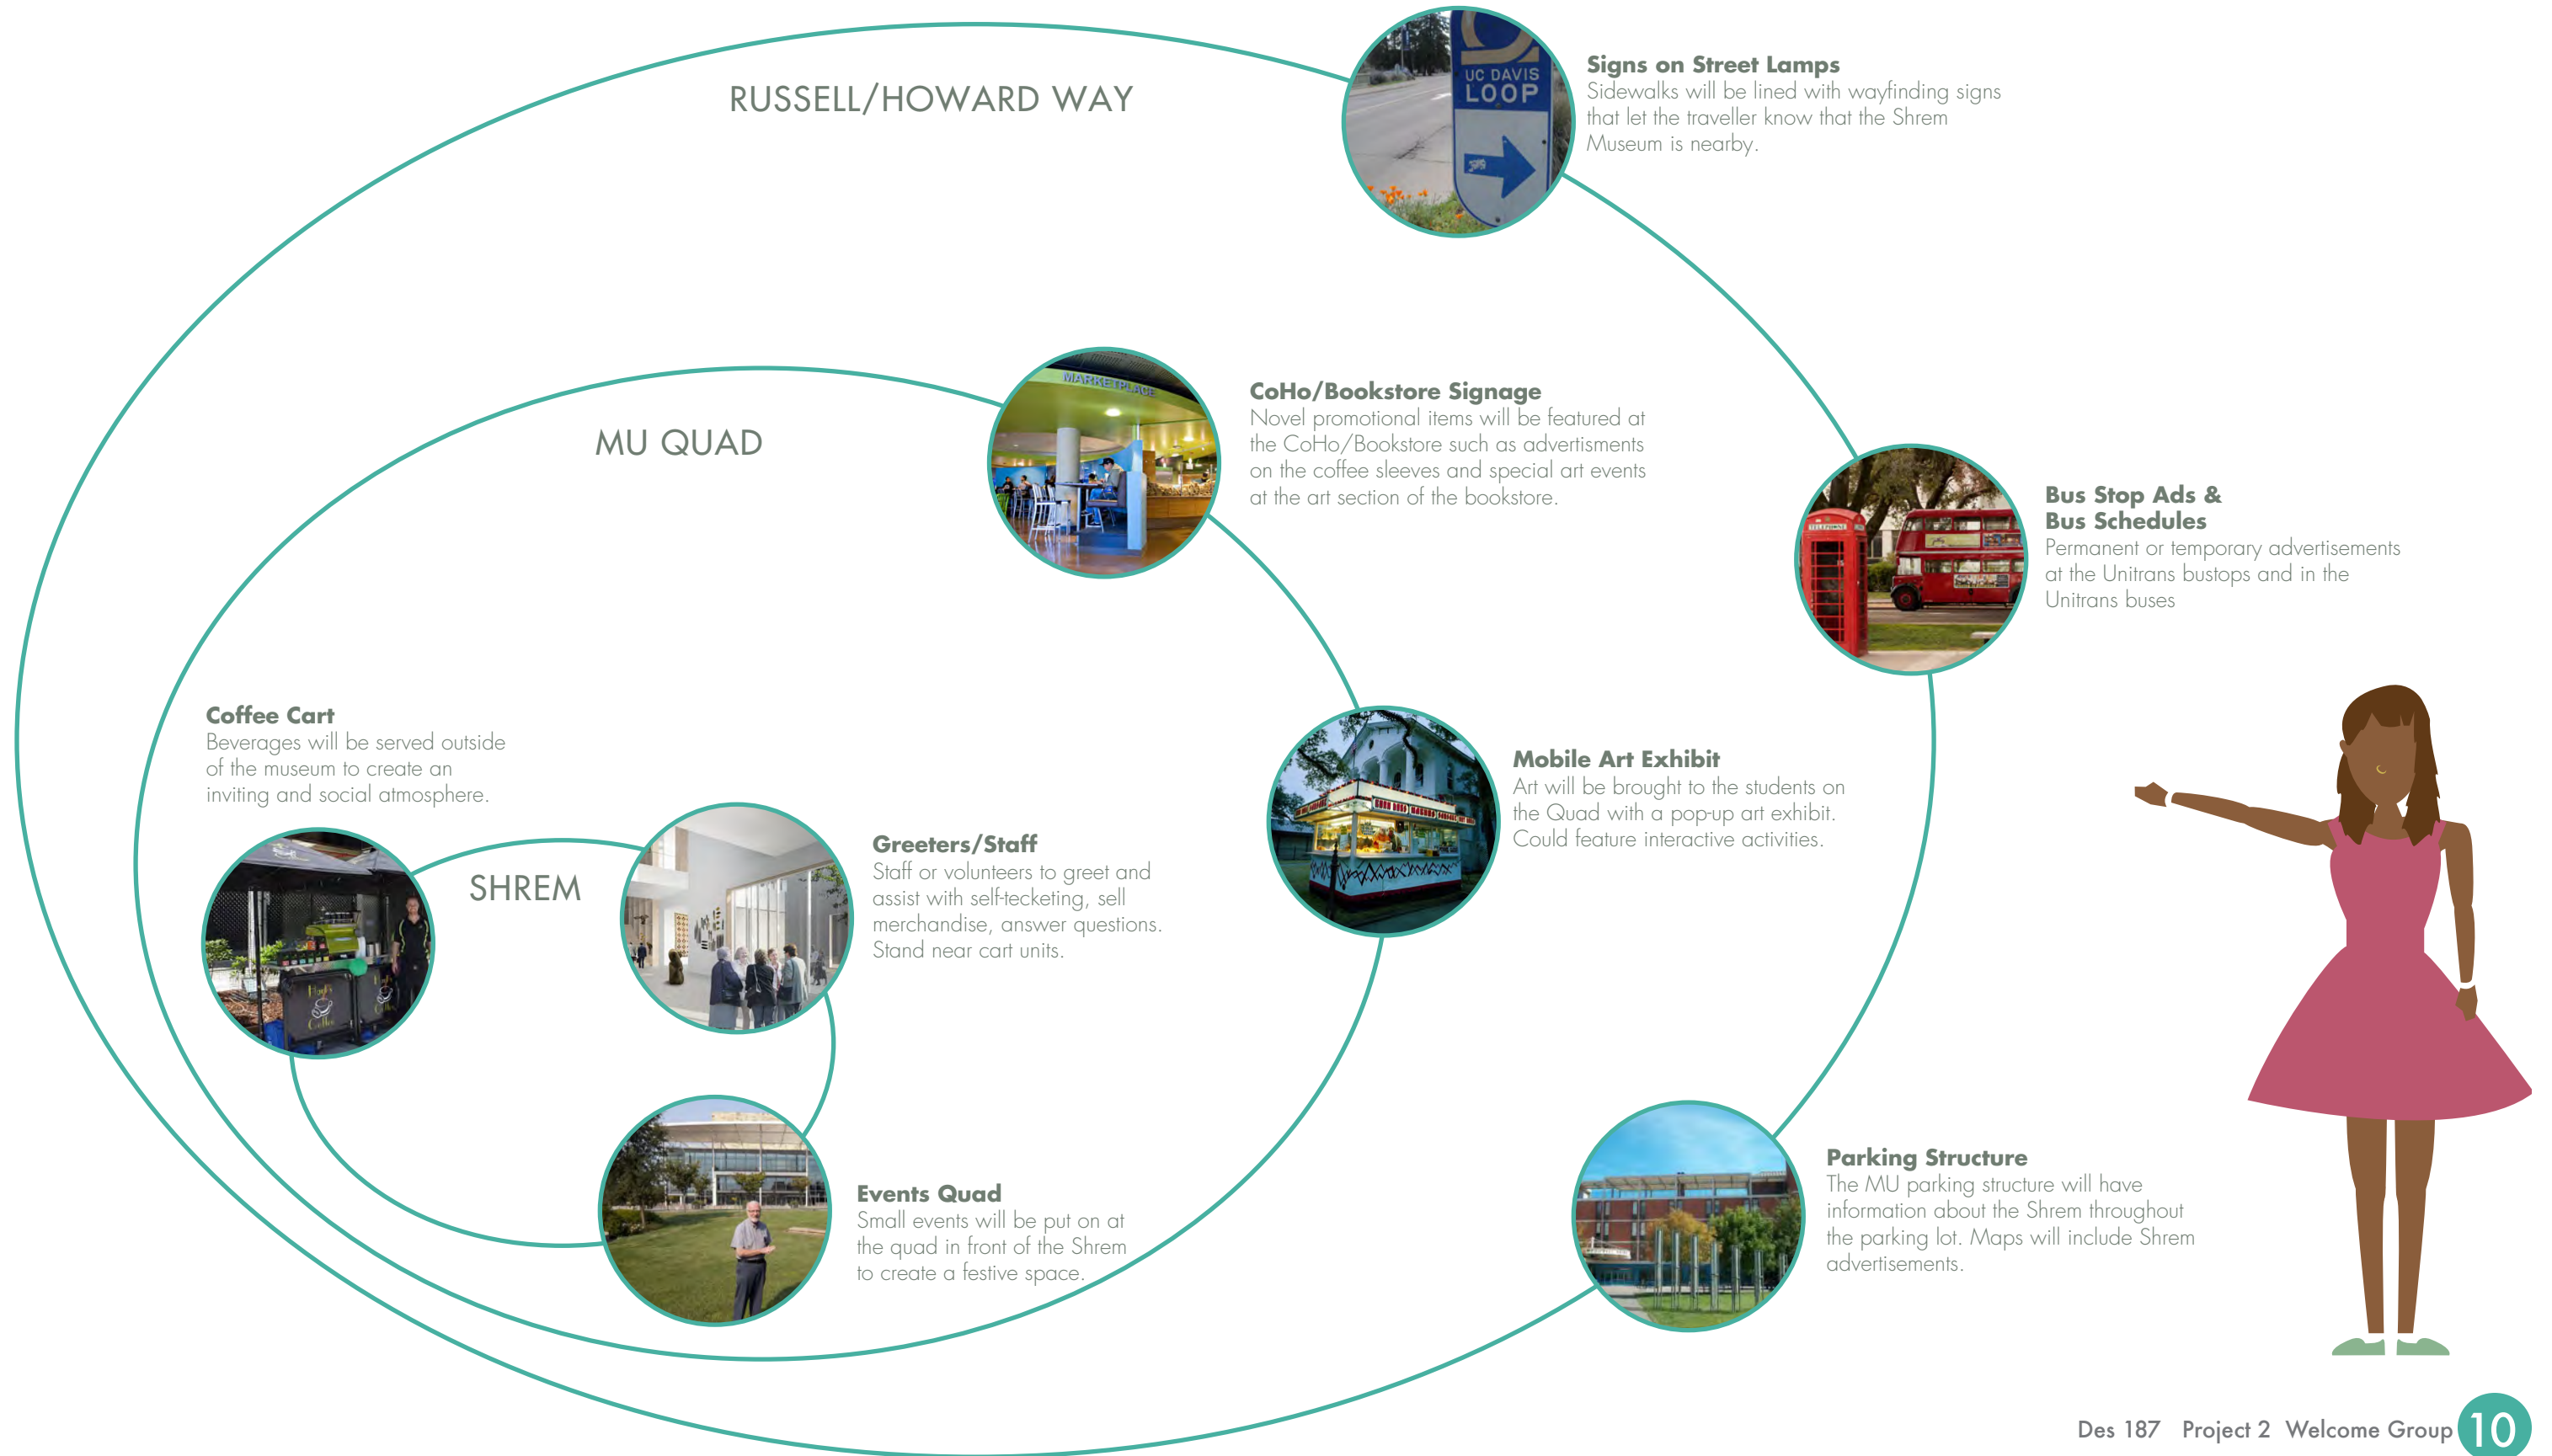 RUSSELL/HOWARD WAY
UC DAVIS
LOOP
Signs on Street Lamps
Sidewalks will be lined with wayfinding signs
that let the traveller know that the Shrem
Museum is nearby.
MU QUAD
MARKETPLACE
CoHo/Bookstore Signage
Novel promotional items will be featured at
the CoHo/Bookstore such as advertisments
on the coffee sleeves and special art events
at the art section of the bookstore.
TELEPHONE
Bus Stop Ads &
Bus Schedules
Permanent or temporary advertisements
at the Unitrans bustops and in the
Unitrans buses
Coffee Cart
Beverages will be served outside
of the museum to create an
inviting and social atmosphere.
SHREM
Greeters/Staff
Staff or volunteers to greet and
assist with self-tecketing, sell
merchandise, answer questions.
Stand near cart units.
Mobile Art Exhibit
Art will be brought to the students on
the Quad with a pop-up art exhibit.
Could feature interactive activities.
Coffee
Events Quad
Small events will be put on at
the quad in front of the Shrem
to create a festive space.
Parking Structure
The MU parking structure will have
information about the Shrem throughout
the parking lot. Maps will include Shrem
advertisements.
Des 187 Project 2 Welcome Group 10